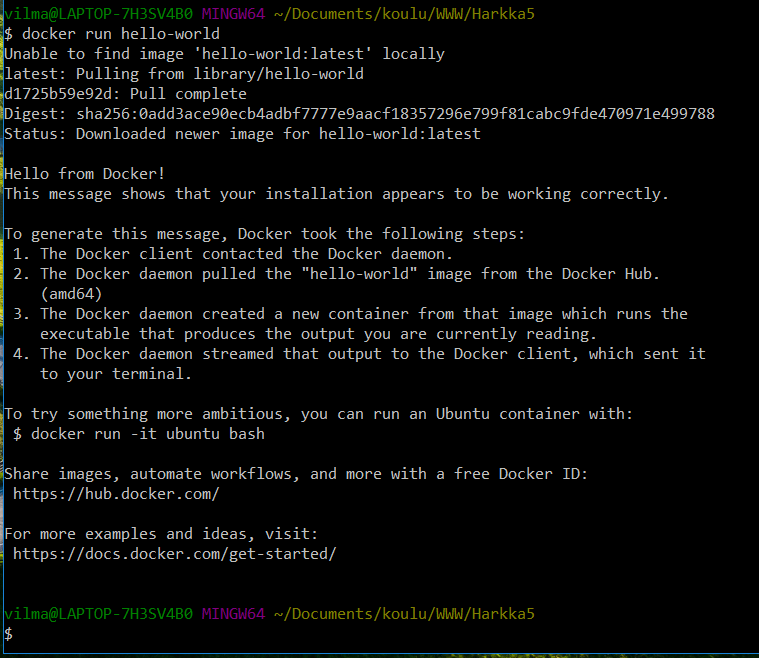 vilma@LAPTOP-7H3SV4B0 MINGW64 ~/Documents/koulu/WWW/Harkka5
$ docker run hello-world
Unable to find image 'hello-world:latest' locally
latest: Pulling from library/hello-world
d1725b59e92d: Pull complete
Digest: sha256:0add3ace90ecb4adbf7777e9aacf18357296e799f81cabc9fde470971e499788
Status: Downloaded newer image for hello-world:latest

Hello from Docker!
This message shows that your installation appears to be working correctly.

To generate this message, Docker took the following steps:
 1. The Docker client contacted the Docker daemon.
 2. The Docker daemon pulled the "hello-world" image from the Docker Hub.
    (amd64)
 3. The Docker daemon created a new container from that image which runs the
    executable that produces the output you are currently reading.
 4. The Docker daemon streamed that output to the Docker client, which sent it
    to your terminal.

To try something more ambitious, you can run an Ubuntu container with:
 $ docker run -it ubuntu bash

Share images, automate workflows, and more with a free Docker ID:
 https://hub.docker.com/

For more examples and ideas, visit:
 https://docs.docker.com/get-started/

vilma@LAPTOP-7H3SV4B0 MINGW64 ~/Documents/koulu/WWW/Harkka5
$